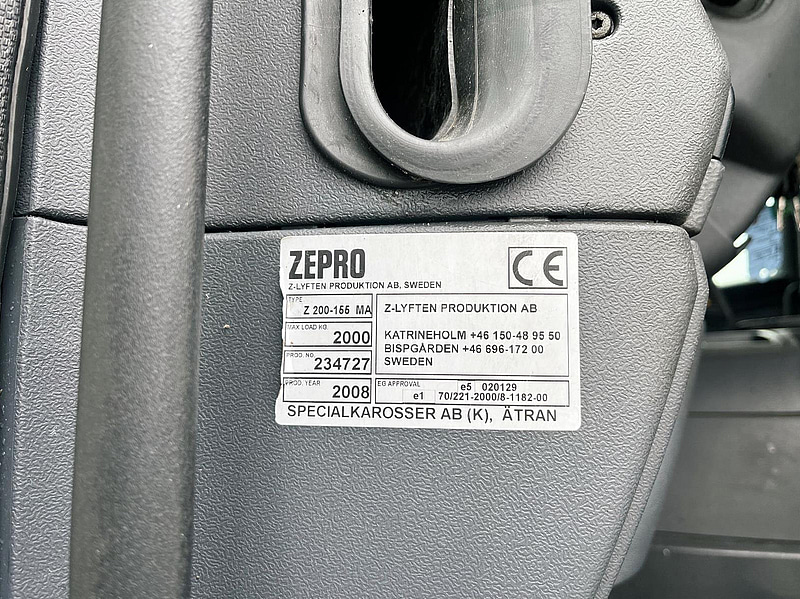 ZEPRO
CE
Z-LYFTEN PRODUKTION AB, SWEDEN
TYPE
Z 200-155 MA
MAX LOAD KG.
2000
PROD. NO.
234727
PROD. YEAR
2008
Z-LYFTEN PRODUKTION AB
KATRINEHOLM +46 150-48 95 50
BISPGÅRDEN +46 696-172 00
SWEDEN
EG APPROVAL
e5 020129
e1 70/221-2000/8-1182-00
SPECIALKAROSSER AB (K), ÄTRAN